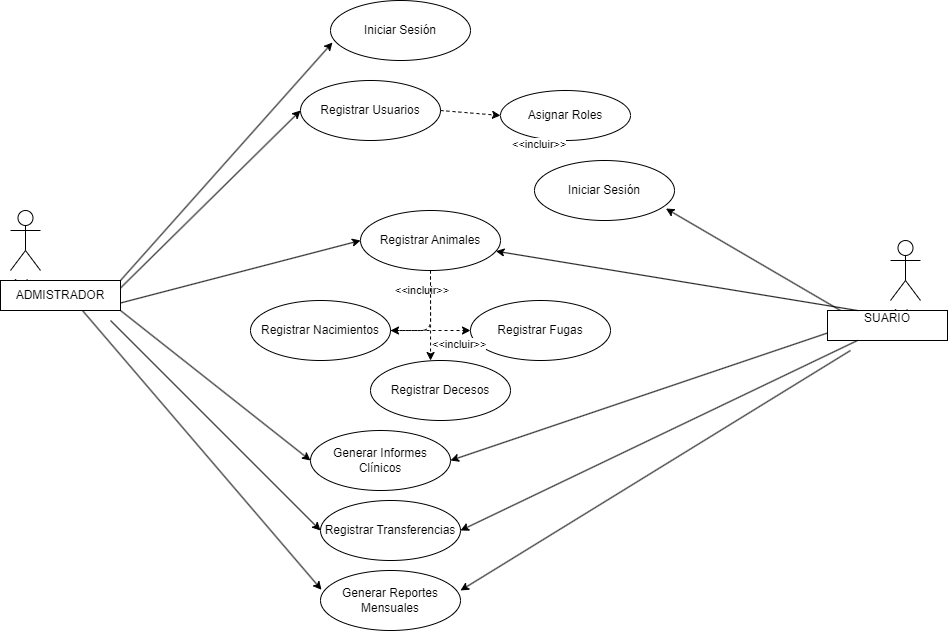 Iniciar Sesión
Registrar Usuarios
Asignar Roles
<<incluir>>
Iniciar Sesión
Registrar Animales
ADMISTRADOR
<<incluir>>
SUARIO
Registrar Nacimientos
Registrar Fugas
<<incluir>>
Registrar Decesos
Generar Informes
Clínicos
Registrar Transferencias
Generar Reportes
Mensuales